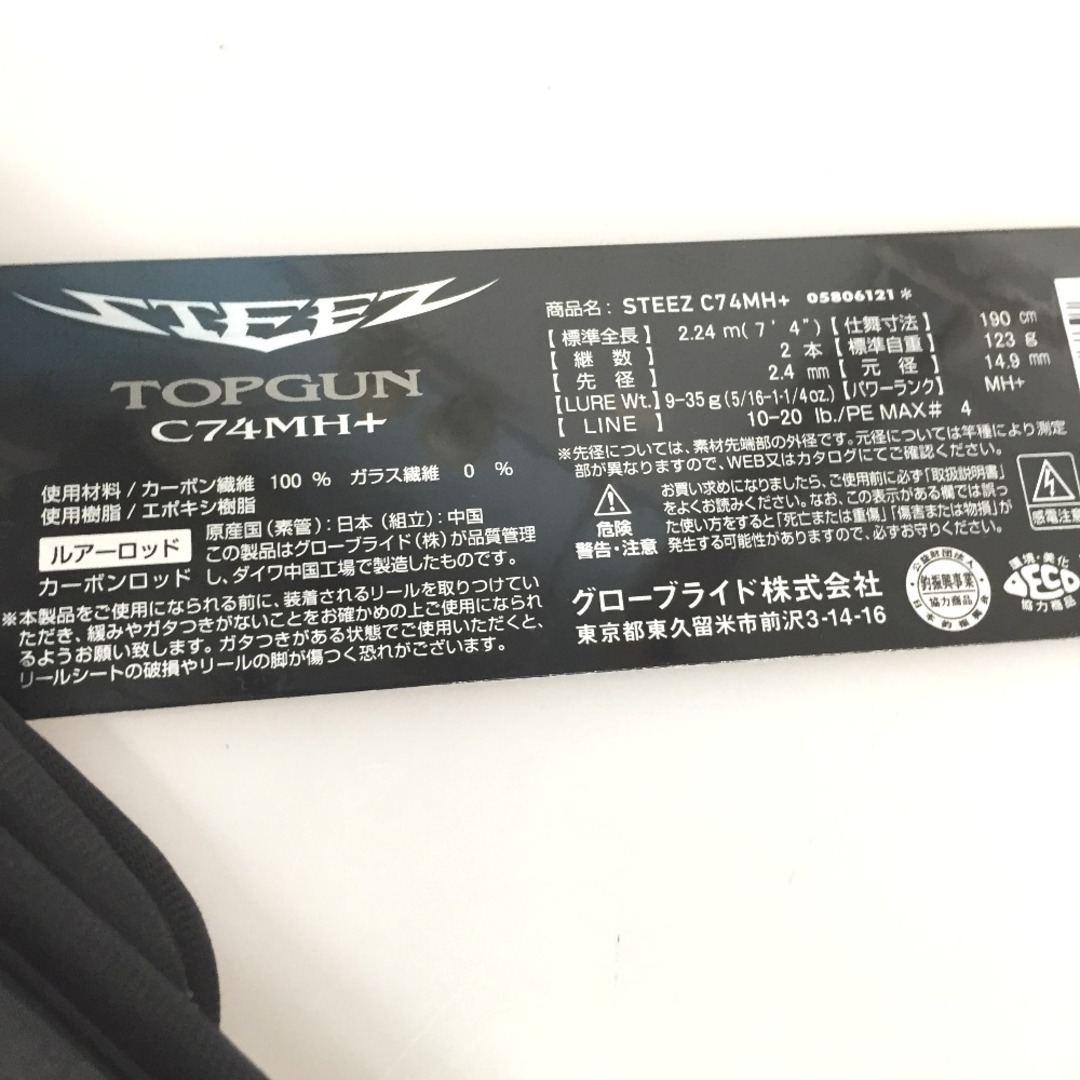 STEEZ
TOPGUN
C74MH+
使用材料 / カーボン繊維 100 % ガラス繊維 0 %
使用樹脂 / エポキシ樹脂
ルアーロッド
カーボンロッド
原産国(素管):日本(組立):中国
この製品はグローブライド(株)が品質管理
し、ダイワ中国工場で製造したものです。
※本製品をご使用になられる前に、装着されるリールを取りつけてい
ただき、緩みやガタつきがないことをお確かめの上ご使用になられ
るようお願い致します。ガタつきがある状態でご使用いただくと、
リールシートの破損やリールの脚が傷つく恐れがございます。
商品名: STEEZ C74MH+ 05806121*
【標準全長】 2.24 m(7'4")【仕舞寸法】 190 cm
【継数】 2 本【標準自重】 123 g
【先径】 2.4 mm【元径】 14.9 mm
【LURE Wt.】9-35g(5/16-1・1/4oz.)【パワーランク】 MH+
【LINE】 10-20 lb./PE MAX# 4
※先径については、素材先端部の外径です。元径については竿種により測定
部が異なりますので、WEB又はカタログにてご確認ください。
危険
警告・注意
お買い求めになりましたら、ご使用前に必ず「取扱説明書」
をよくお読みください。なお、この表示がある欄では誤っ
た使い方をすると「死亡または重傷」「傷害または物損」が
発生する可能性がありますので、必ずお守りください。
感電注意
グローブライド株式会社
東京都東久留米市前沢3-14-16
公益財団法人
釣振興事業
協力商品
日本釣振興会
環境・美化
ECO
協力商品